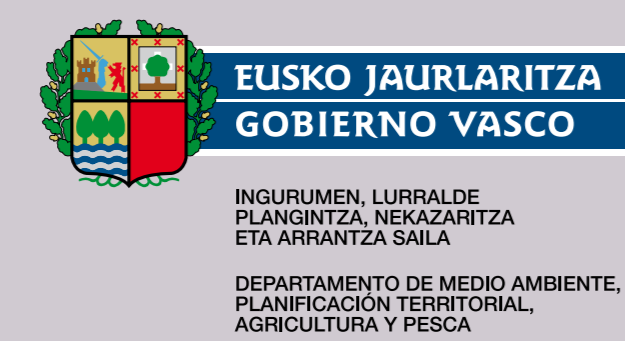 EUSKO JAURLARITZA
GOBIERNO VASCO
INGURUMEN, LURRALDE
PLANGINTZA, NEKAZARITZA
ETA ARRANTZA SAILA
DEPARTAMENTO DE MEDIO AMBIENTE,
PLANIFICACIÓN TERRITORIAL,
AGRICULTURA Y PESCA